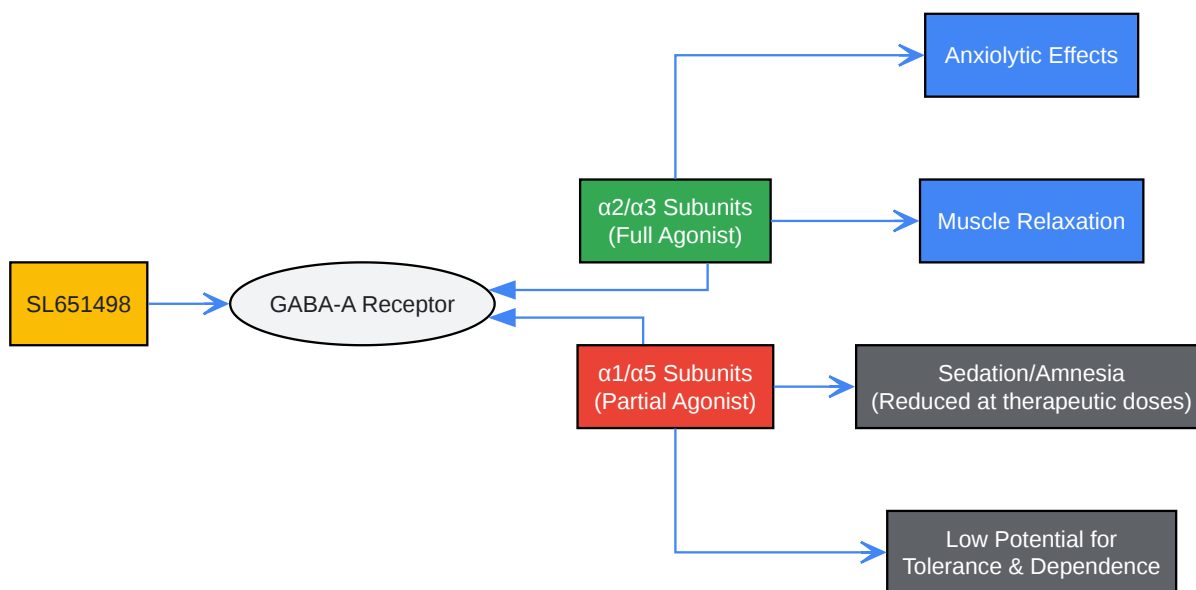 Anxiolytic Effects
α2/α3 Subunits
(Full Agonist)
Muscle Relaxation
SL651498
GABA-A Receptor
α1/α5 Subunits
(Partial Agonist)
Sedation/Amnesia
(Reduced at therapeutic doses)
Low Potential for
Tolerance & Dependence